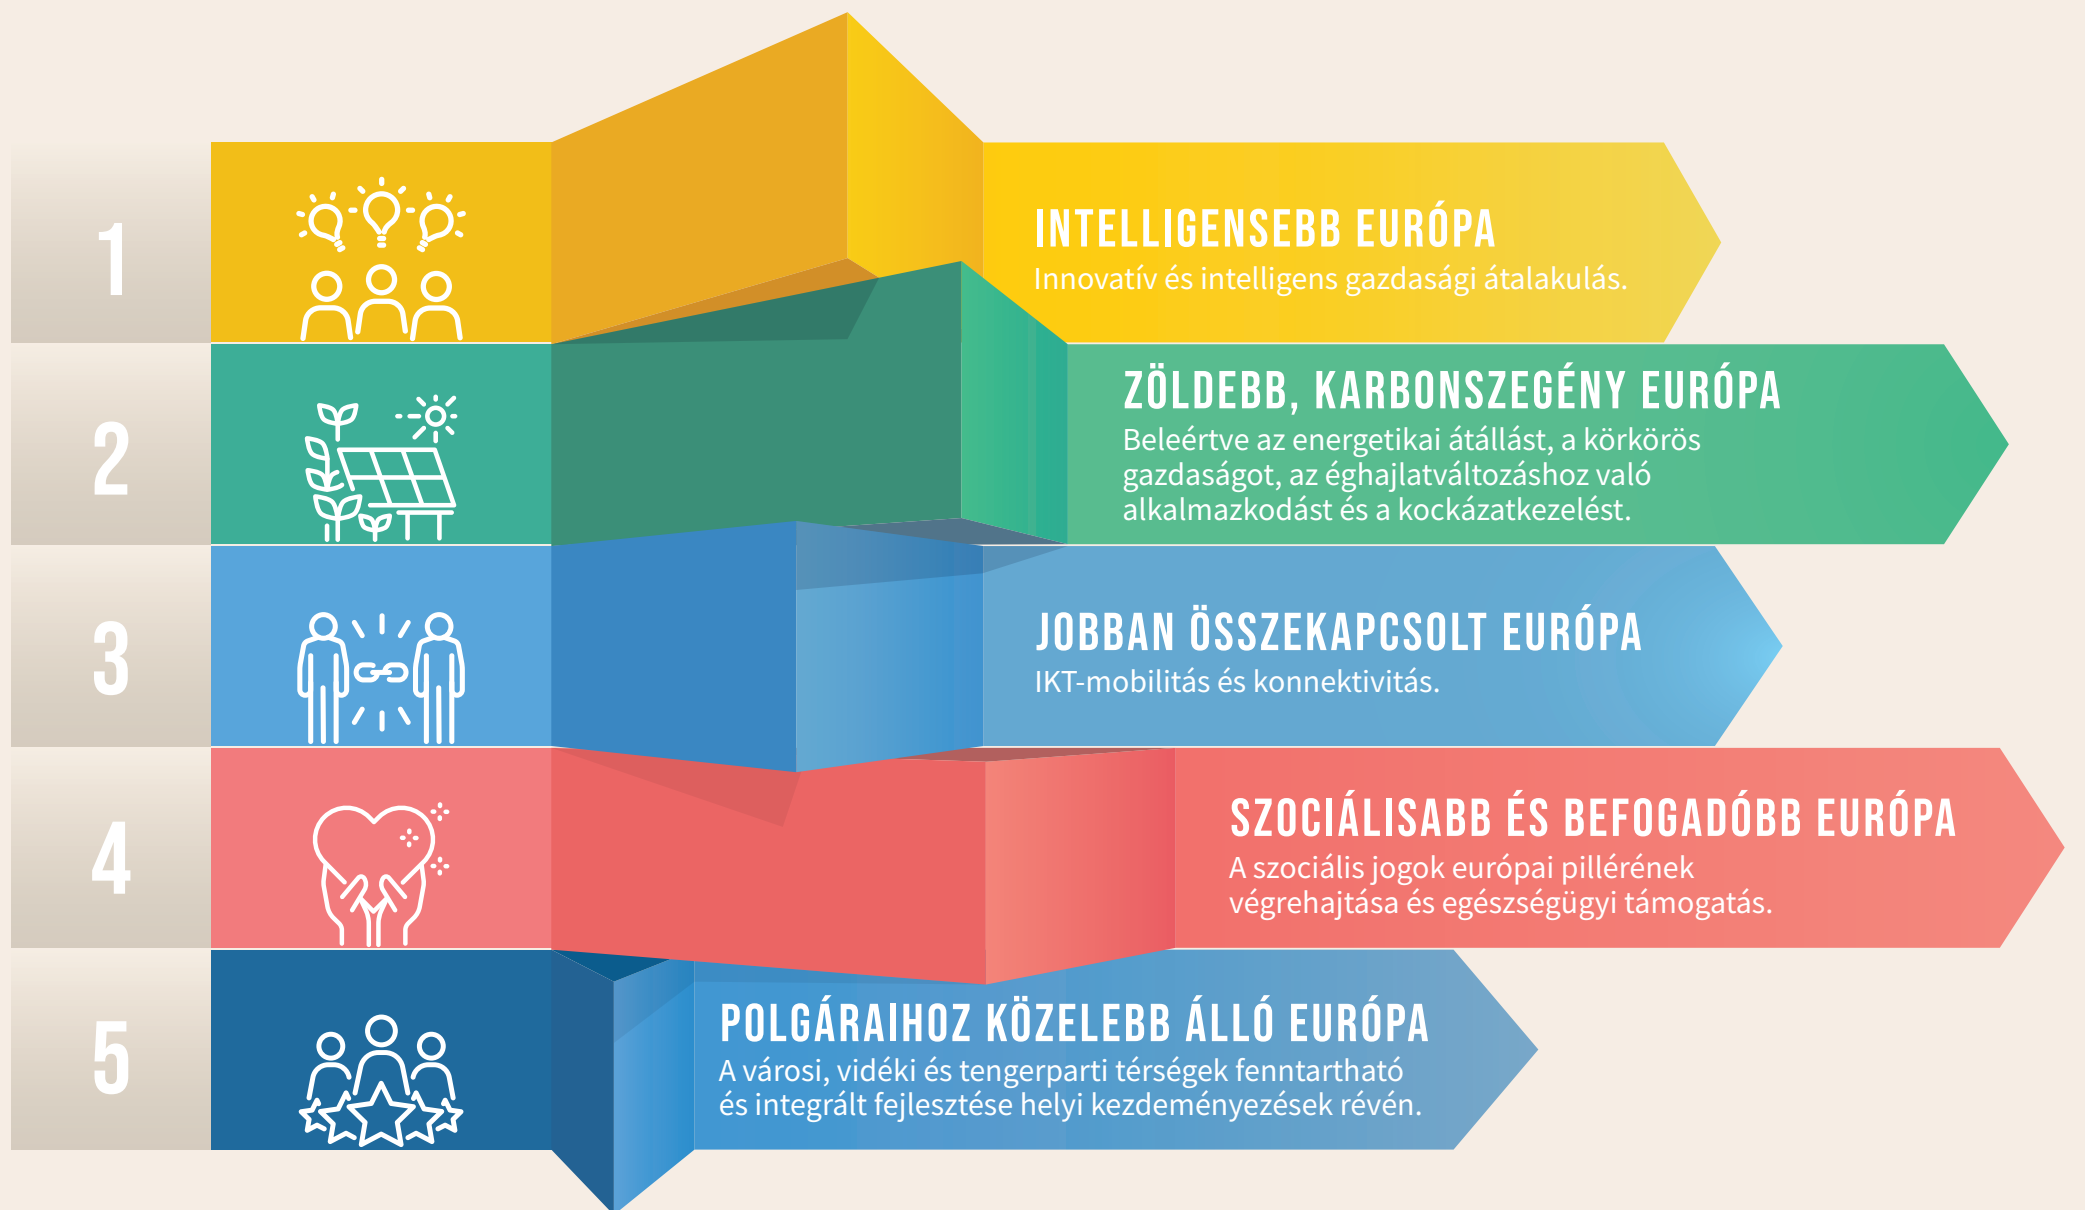 1
INTELLIGENSEBB EURÓPA
Innovatív és intelligens gazdasági átalakulás.
2
ZÖLDEBB, KARBONSZEGÉNY EURÓPA
Beleértve az energetikai átállást, a körkörös
gazdaságot, az éghajlatváltozáshoz való
alkalmazkodást és a kockázatkezelést.
3
JOBBAN ÖSSZEKAPCSOLT EURÓPA
IKT-mobilitás és konnektivitás.
4
SZOCIÁLISABB ÉS BEFOGADÓBB EURÓPA
A szociális jogok európai pillérének
végrehajtása és egészségügyi támogatás.
5
POLGÁRAIHOZ KÖZELEBB ÁLLÓ EURÓPA
A városi, vidéki és tengerparti térségek fenntartható
és integrált fejlesztése helyi kezdeményezések révén.